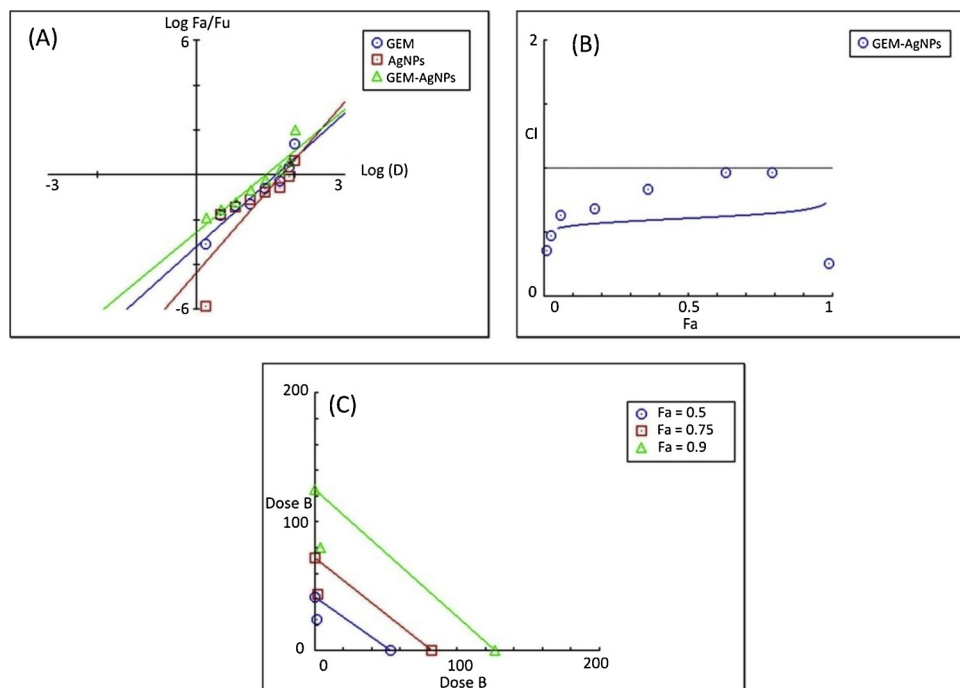 (A)
Log Fa/Fu
6
GEM
AgNPs
GEM-AgNPs
-3
Log (D)
3
-6
(B)
2
GEM-AgNPs
CI
0
0
0.5
1
Fa
(C)
200
Fa = 0.5
Fa = 0.75
Fa = 0.9
Dose B
100
0
0
100
200
Dose B